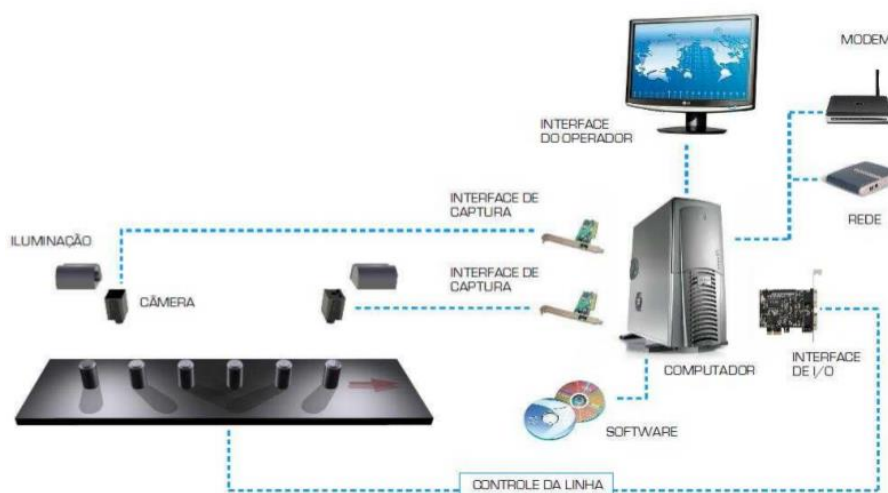 MODEM
INTERFACE
DO OPERADOR
INTERFACE DE
CAPTURA
REDE
ILUMINAÇÃO
INTERFACE DE
CAPTURA
CÂMERA
COMPUTADOR
INTERFACE
DE I/O
SOFTWARE
CONTROLE DA LINHA